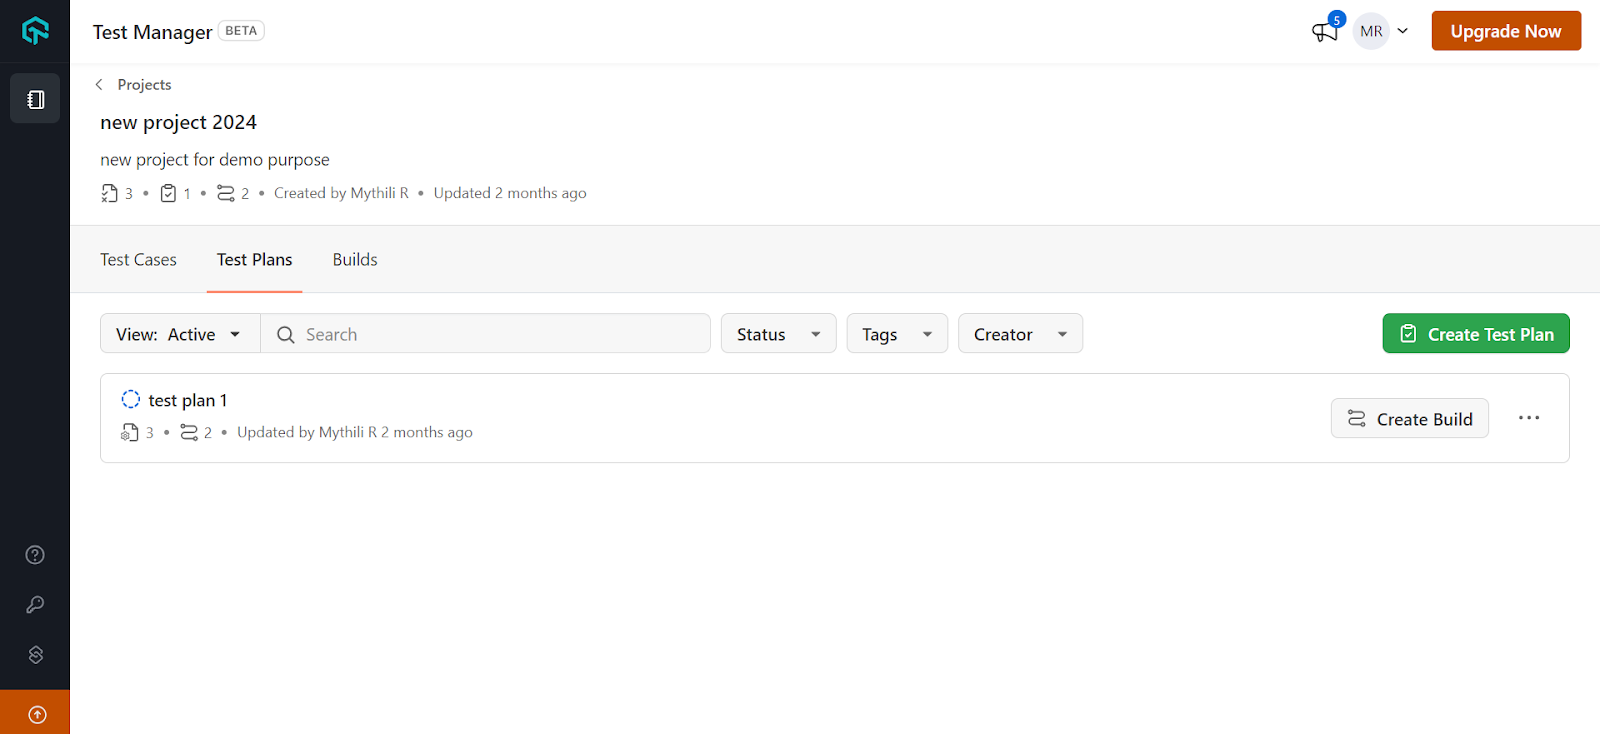 Test Manager BETA
5
MR
Upgrade Now
Projects
new project 2024
new project for demo purpose
3 • 1 • 2 • Created by Mythili R • Updated 2 months ago
Test Cases Test Plans Builds
View: Active Search Status Tags Creator Create Test Plan
test plan 1
3 • 2 • Updated by Mythili R 2 months ago
Create Build